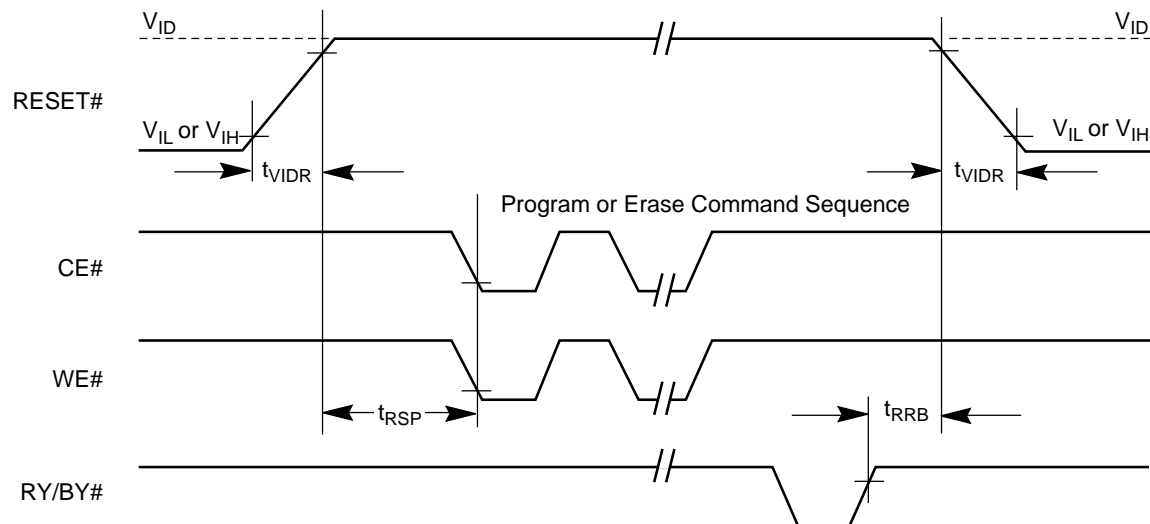 V_ID V_ID
RESET#
V_IL or V_IH V_IL or V_IH
t_VIDR t_VIDR
Program or Erase Command Sequence
CE#
WE#
t_RSP t_RRB
RY/BY#